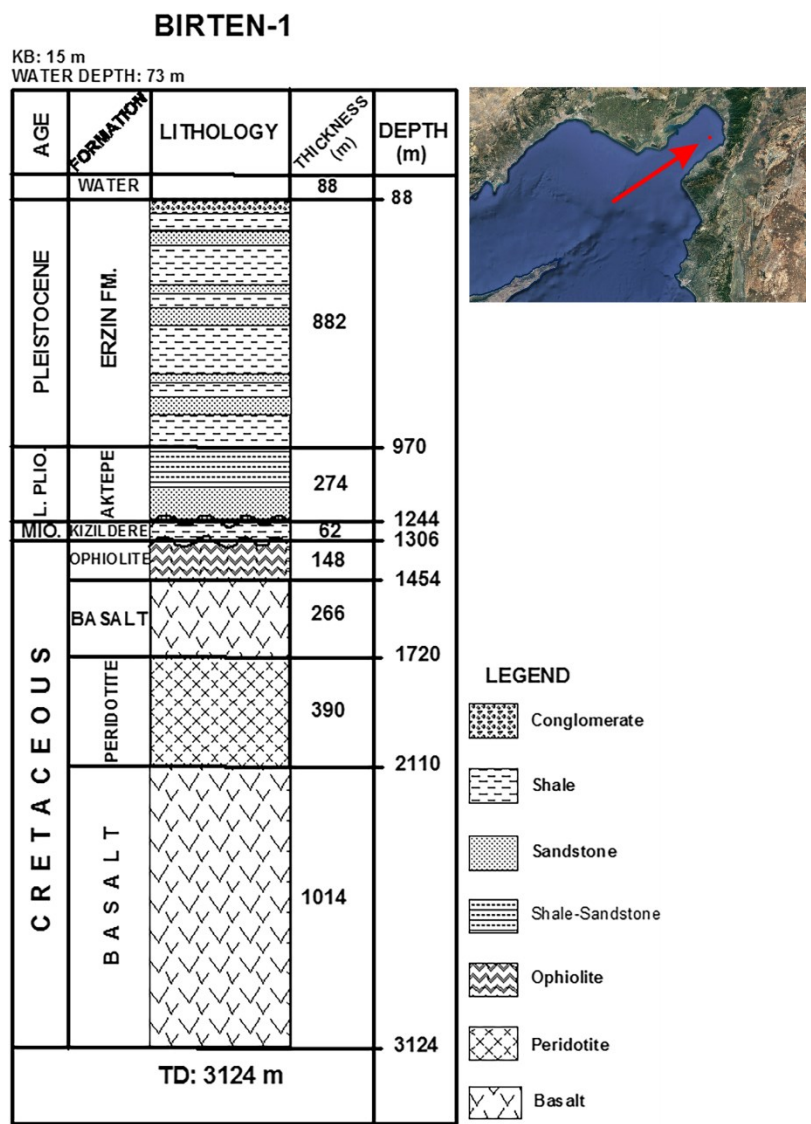 BIRTEN-1
KB: 15 m
WATER DEPTH: 73 m
AGE
FORMATION
LITHOLOGY
THICKNESS
(m)
DEPTH
(m)
WATER
88
88
PLEISTOCENE
ERZIN FM.
882
970
L. PLIO.
AKTEPE
274
1244
MIO.
KIZILDERE
62
1306
CRETACEOUS
OPHIOLITE
148
1454
BASALT
266
1720
PERIDOTITE
390
2110
BASALT
1014
3124
TD: 3124 m
LEGEND
Conglomerate
Shale
Sandstone
Shale-Sandstone
Ophiolite
Peridotite
Basalt